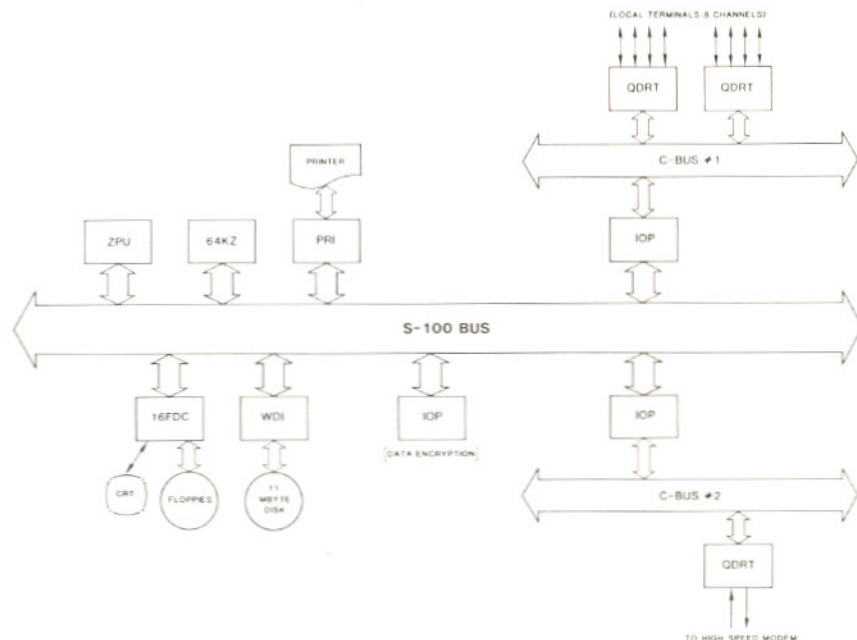 (LOCAL TERMINALS 8 CHANNELS)
QDRT
QDRT
C-BUS #1
PRINTER
ZPU
64KZ
PRI
IOP
S-100 BUS
16FDC
WDI
IOP
IOP
[DATA ENCRYPTION]
CRT
FLOPPIES
11
MBYTE
DISK
C-BUS #2
QDRT
TO HIGH SPEED MODEM